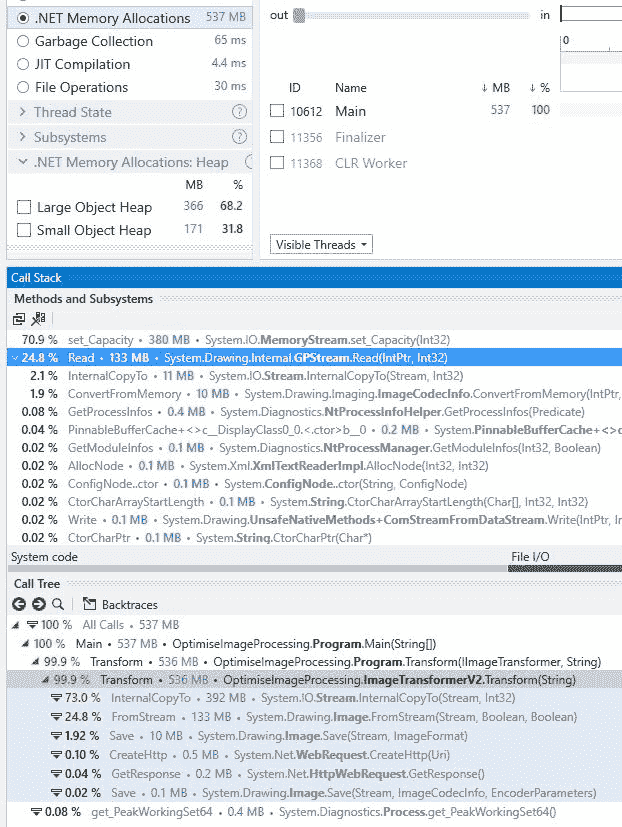 .NET Memory Allocations 537 MB
Garbage Collection 65 ms
JIT Compilation 4.4 ms
File Operations 30 ms
Thread State ?
Subsystems ?
.NET Memory Allocations: Heap
MB %
Large Object Heap 366 68.2
Small Object Heap 171 31.8
out in
0
ID Name ↓ MB ↓ %
10612 Main 537 100
11356 Finalizer
11368 CLR Worker
Visible Threads
Call Stack
Methods and Subsystems
70.9 % set_Capacity • 380 MB • System.IO.MemoryStream.set_Capacity(Int32)
24.8 % Read • 133 MB • System.Drawing.Internal.GPStream.Read(IntPtr, Int32)
2.1 % InternalCopyTo • 11 MB • System.IO.Stream.InternalCopyTo(Stream, Int32)
1.9 % ConvertFromMemory • 10 MB • System.Drawing.Imaging.ImageCodecInfo.ConvertFromMemory(IntPtr,
0.08 % GetProcessInfos • 0.4 MB • System.Diagnostics.NtProcessInfoHelper.GetProcessInfos(Predicate)
0.04 % PinnableBufferCache+<>c__DisplayClass0_0.<.ctor>b__0 • 0.2 MB • System.PinnableBufferCache+<>c
0.02 % GetModuleInfos • 0.1 MB • System.Diagnostics.NtProcessManager.GetModuleInfos(Int32, Boolean)
0.02 % AllocNode • 0.1 MB • System.Xml.XmlTextReaderImpl.AllocNode(Int32, Int32)
0.02 % ConfigNode..ctor • 0.1 MB • System.ConfigNode..ctor(String, ConfigNode)
0.02 % CtorCharArrayStartLength • 0.1 MB • System.String.CtorCharArrayStartLength(Char[], Int32, Int32)
0.02 % Write • 0.1 MB • System.Drawing.UnsafeNativeMethods+ComStreamFromDataStream.Write(IntPtr, In
0.02 % CtorCharPtr • 0.1 MB • System.String.CtorCharPtr(Char*)
System code File I/O
Call Tree
Backtraces
100 % All Calls • 537 MB
100 % Main • 537 MB • OptimiseImageProcessing.Program.Main(String[])
99.9 % Transform • 536 MB • OptimiseImageProcessing.Program.Transform(IImageTransformer, String)
99.9 % Transform • 536 MB • OptimiseImageProcessing.ImageTransformerV2.Transform(String)
73.0 % InternalCopyTo • 392 MB • System.IO.Stream.InternalCopyTo(Stream, Int32)
24.8 % FromStream • 133 MB • System.Drawing.Image.FromStream(Stream, Boolean, Boolean)
1.92 % Save • 10 MB • System.Drawing.Image.Save(Stream, ImageFormat)
0.10 % CreateHttp • 0.5 MB • System.Net.WebRequest.CreateHttp(Uri)
0.04 % GetResponse • 0.2 MB • System.Net.HttpWebRequest.GetResponse()
0.02 % Save • 0.1 MB • System.Drawing.Image.Save(Stream, ImageCodecInfo, EncoderParameters)
0.08 % get_PeakWorkingSet64 • 0.4 MB • System.Diagnostics.Process.get_PeakWorkingSet64()